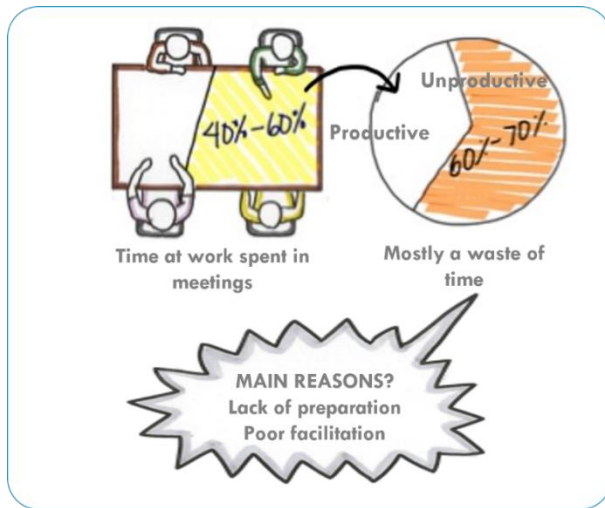 40%-60%
Unproductive
Productive
60%-70%
Time at work spent in
meetings
Mostly a waste of
time
MAIN REASONS?
Lack of preparation
Poor facilitation